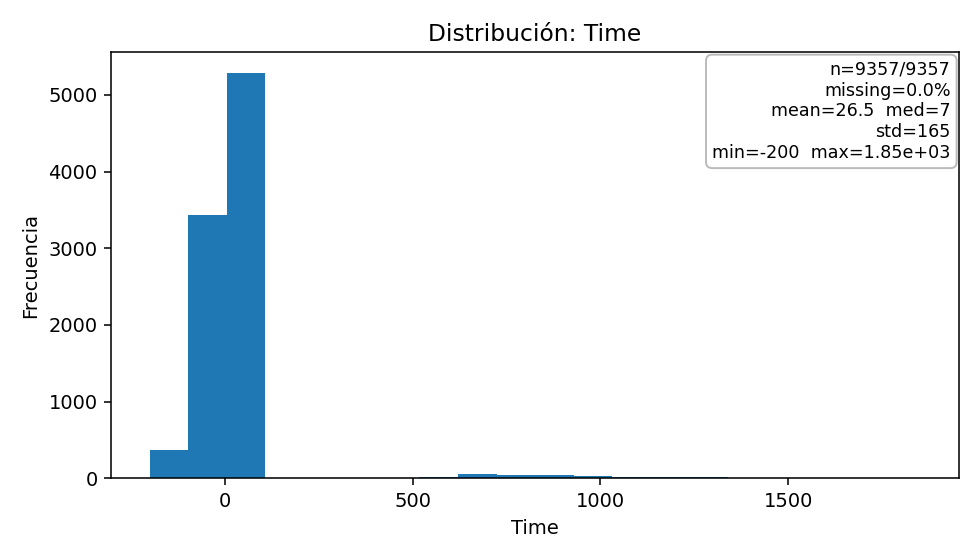 Distribución: Time
n=9357/9357
missing=0.0%
mean=26.5  med=7
std=165
min=-200  max=1.85e+03
Frecuencia
5000
4000
3000
2000
1000
0
0
500
1000
1500
Time